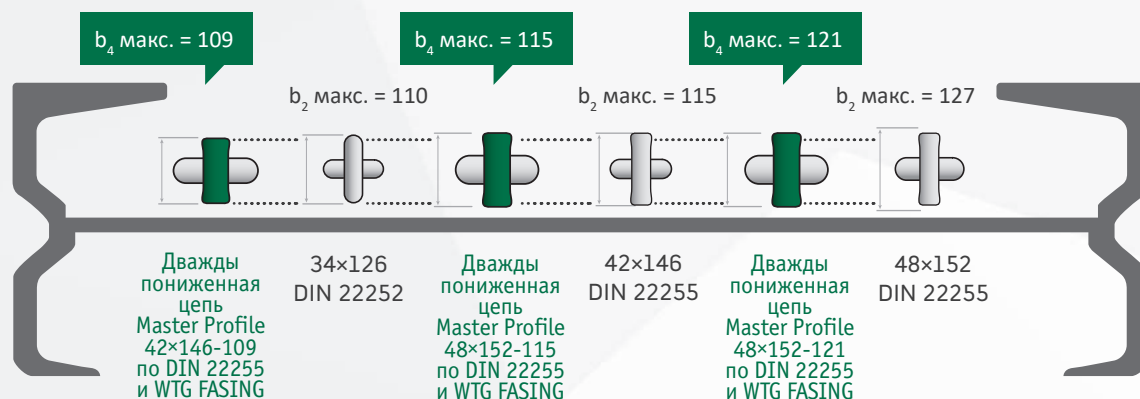 b₄ макс. = 109
b₄ макс. = 115
b₄ макс. = 121
b₂ макс. = 110
b₂ макс. = 115
b₂ макс. = 127
Дважды
пониженная
цепь
Master Profile
42×146-109
по DIN 22255
и WTG FASING
34×126
DIN 22252
Дважды
пониженная
цепь
Master Profile
48×152-115
по DIN 22255
и WTG FASING
42×146
DIN 22255
Дважды
пониженная
цепь
Master Profile
48×152-121
по DIN 22255
и WTG FASING
48×152
DIN 22255